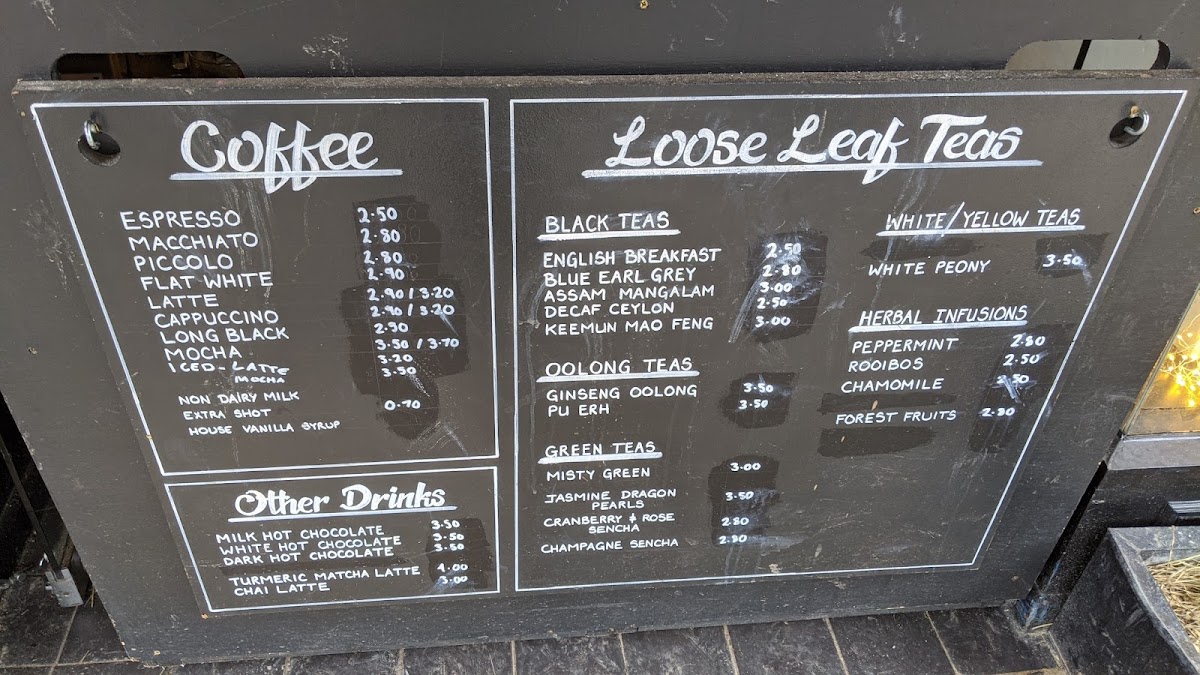 Coffee
ESPRESSO 2.50
MACCHIATO 2.80
PICCOLO 2.80
FLAT WHITE 2.90
LATTE 2.90 / 3.20
CAPPUCCINO 2.90 / 3.20
LONG BLACK 2.90
MOCHA 3.50 / 3.70
ICED - LATTE 3.20
MOCHA 3.50
NON DAIRY MILK
EXTRA SHOT 0.70
HOUSE VANILLA SYRUP
Other Drinks
MILK HOT CHOCOLATE 3.50
WHITE HOT CHOCOLATE 3.50
DARK HOT CHOCOLATE 3.50
TURMERIC MATCHA LATTE 4.00
CHAI LATTE 3.00
Loose Leaf Teas
BLACK TEAS
ENGLISH BREAKFAST 2.50
BLUE EARL GREY 2.80
ASSAM MANGALAM 3.00
DECAF CEYLON 2.50
KEEMUN MAO FENG 3.00
OOLONG TEAS
GINSENG OOLONG 3.50
PU ERH 3.50
GREEN TEAS
MISTY GREEN 3.00
JASMINE DRAGON 3.50
PEARLS
CRANBERRY & ROSE 2.80
SENCHA
CHAMPAGNE SENCHA 2.80
WHITE/YELLOW TEAS
WHITE PEONY 3.50
HERBAL INFUSIONS
PEPPERMINT 2.80
ROOIBOS 2.50
CHAMOMILE
FOREST FRUITS 2.80